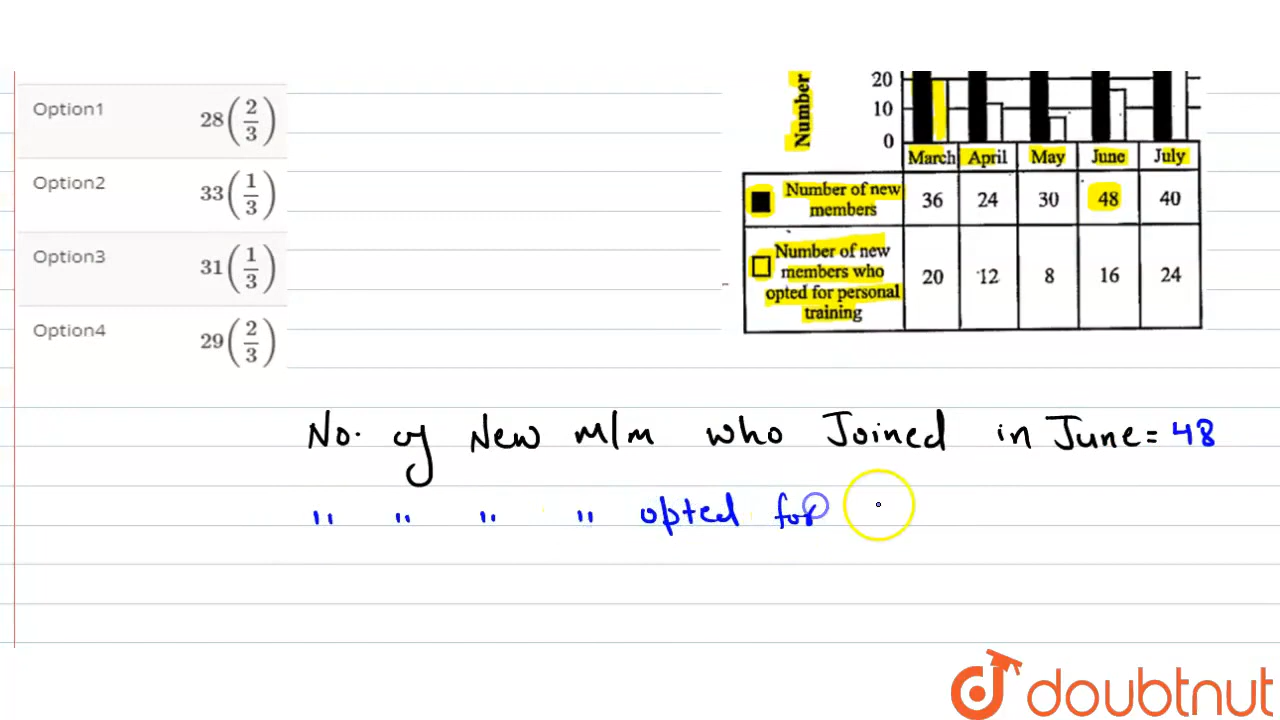 Option1 28(2/3)
Option2 33(1/3)
Option3 31(1/3)
Option4 29(2/3)
Number
20
10
0
March April May June July
Number of new members 36 24 30 48 40
Number of new members who opted for personal training 20 12 8 16 24
No. of New M/M who Joined in June = 48
" " " " opted for
doubtnut